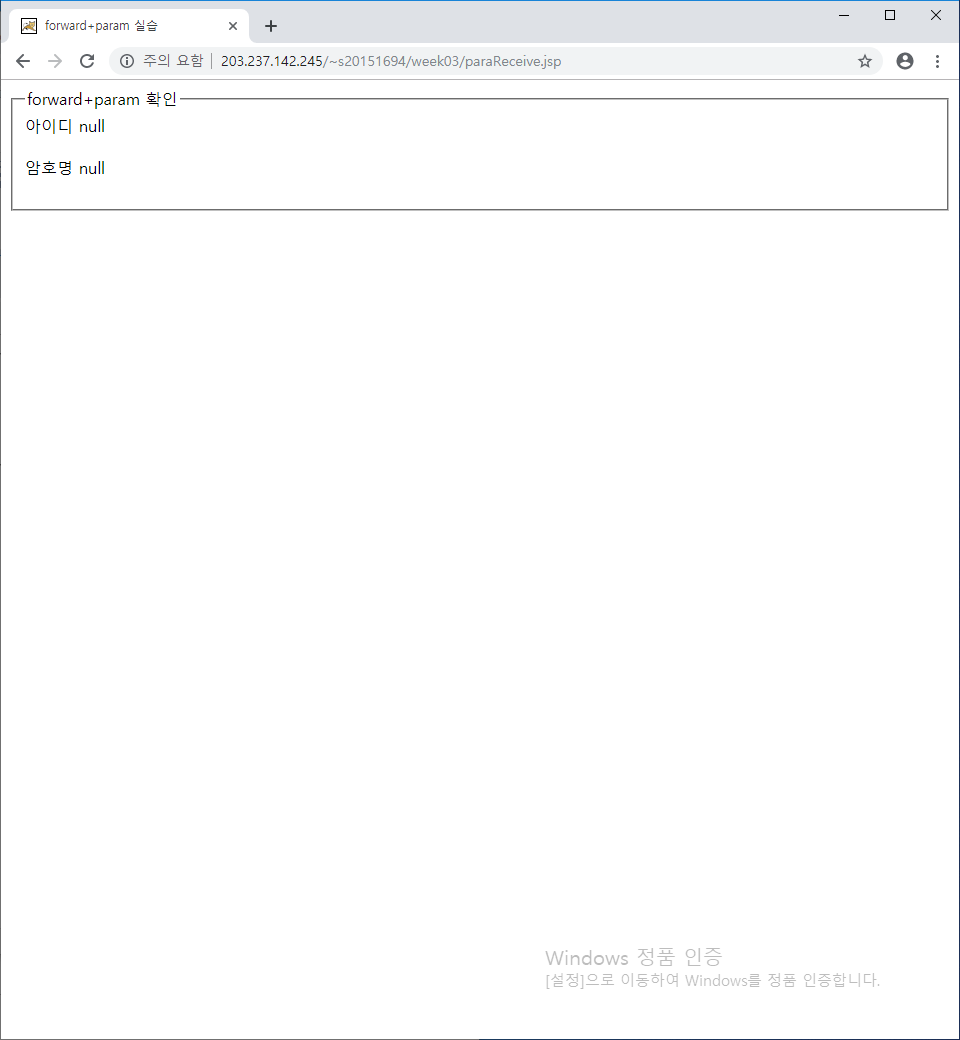 forward+param 실습
주의 요함 | 203.237.142.245/~s20151694/week03/paraReceive.jsp
forward+param 확인
아이디 null
암호명 null
Windows 정품 인증
[설정]으로 이동하여 Windows를 정품 인증합니다.